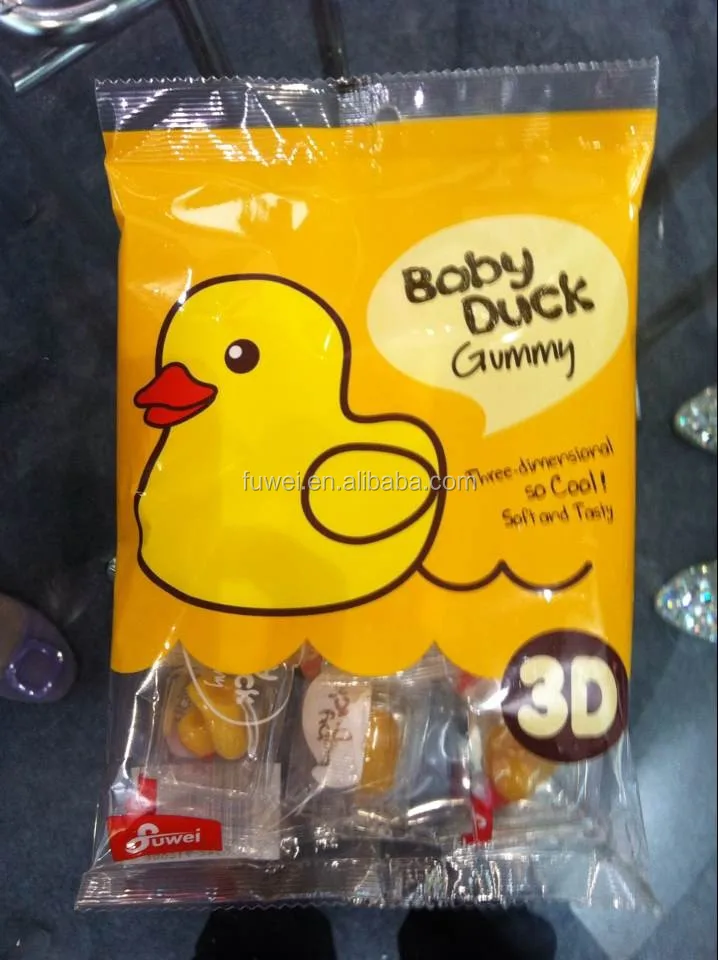 Baby
Duck
Gummy
fuwei.en.alibaba.com
Three-dimensional
so Cool!
Soft and Tasty
3D
Fuwei